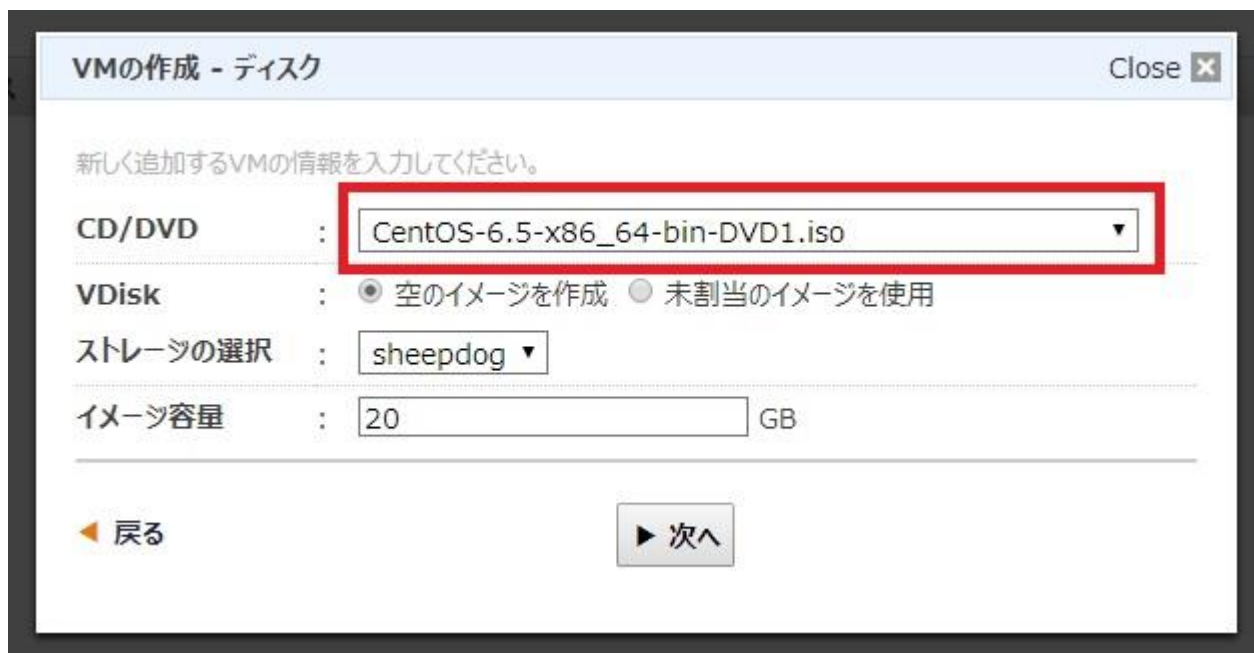 VMの作成 - ディスク Close
新しく追加するVMの情報を入力してください。
CD/DVD : CentOS-6.5-x86_64-bin-DVD1.iso
VDisk : 空のイメージを作成 未割当のイメージを使用
ストレージの選択 : sheepdog
イメージ容量 : 20 GB
戻る 次へ